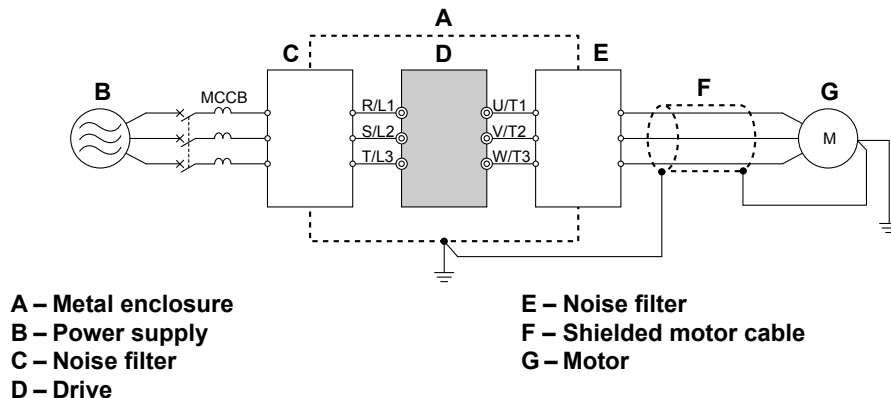 A
B
C
D
E
F
G
MCCB
R/L1
S/L2
T/L3
U/T1
V/T2
W/T3
M
A – Metal enclosure
B – Power supply
C – Noise filter
D – Drive
E – Noise filter
F – Shielded motor cable
G – Motor